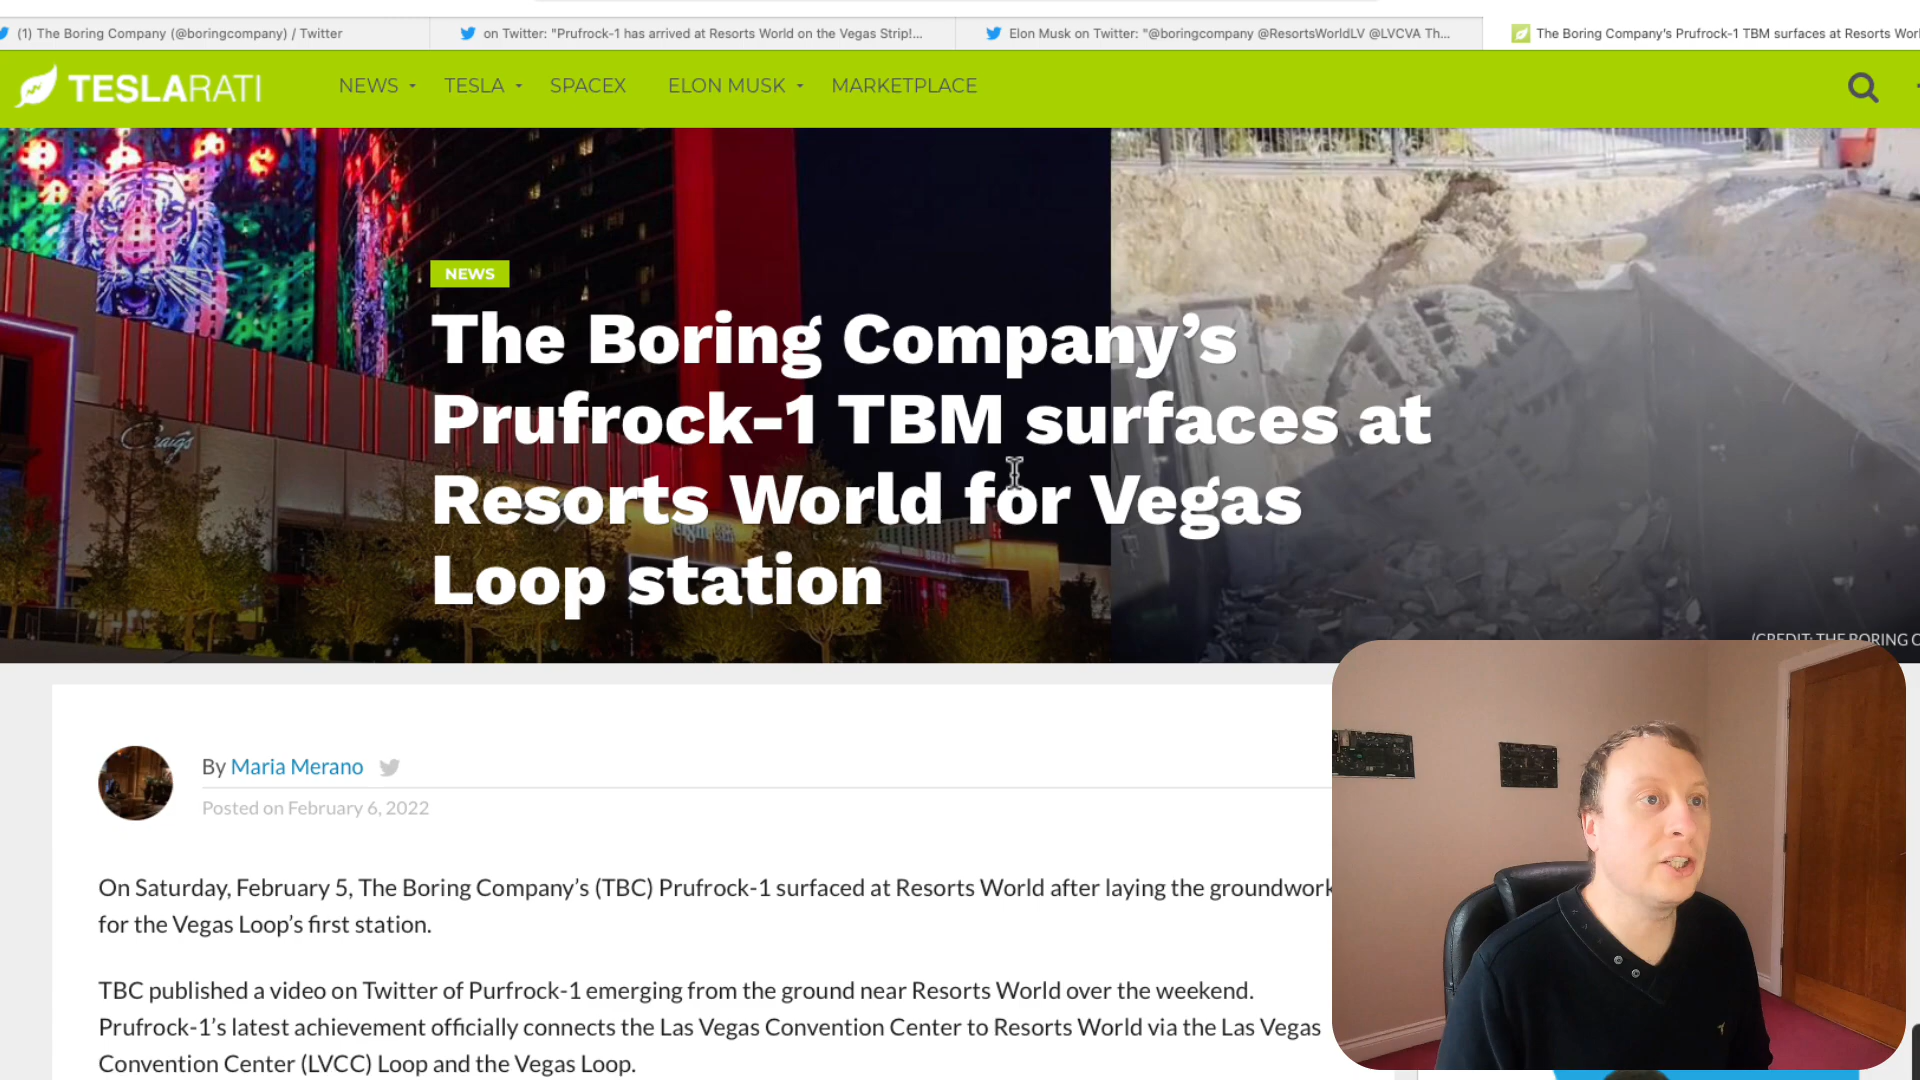 (1) The Boring Company (@boringcompany) / Twitter
on Twitter: "Prufrock-1 has arrived at Resorts World on the Vegas Strip!...
Elon Musk on Twitter: "@boringcompany @ResortsWorldLV @LVCVA Th...
The Boring Company's Prufrock-1 TBM surfaces at Resorts Worl
TESLARATI
NEWS
TESLA
SPACEX
ELON MUSK
MARKETPLACE
Craigs
NEWS
The Boring Company’s
Prufrock-1 TBM surfaces at
Resorts World for Vegas
Loop station
(CREDIT: THE BORING C
By Maria Merano
Posted on February 6, 2022
On Saturday, February 5, The Boring Company’s (TBC) Prufrock-1 surfaced at Resorts World after laying the groundwork
for the Vegas Loop’s first station.
TBC published a video on Twitter of Purfrock-1 emerging from the ground near Resorts World over the weekend.
Prufrock-1’s latest achievement officially connects the Las Vegas Convention Center to Resorts World via the Las Vegas
Convention Center (LVCC) Loop and the Vegas Loop.